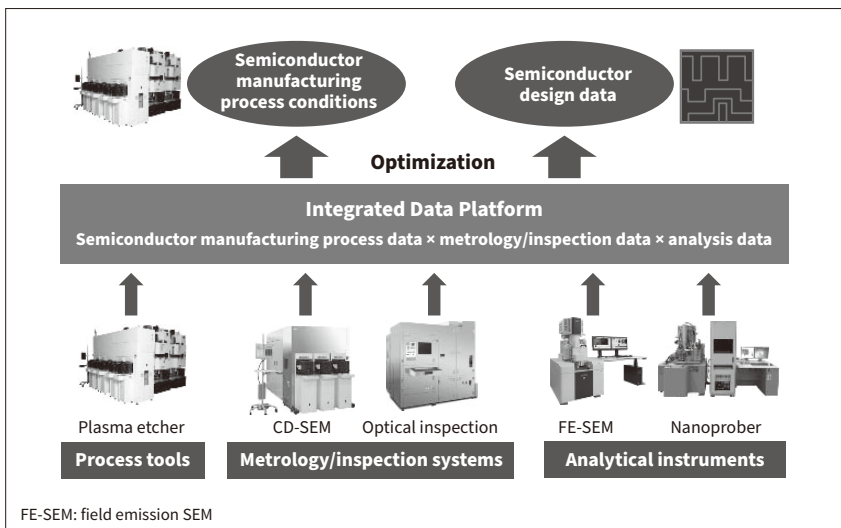 Semiconductor
manufacturing
process conditions
Semiconductor
design data
Optimization
Integrated Data Platform
Semiconductor manufacturing process data × metrology/inspection data × analysis data
Plasma etcher
CD-SEM
Optical inspection
FE-SEM
Nanoprober
Process tools
Metrology/inspection systems
Analytical instruments
FE-SEM: field emission SEM